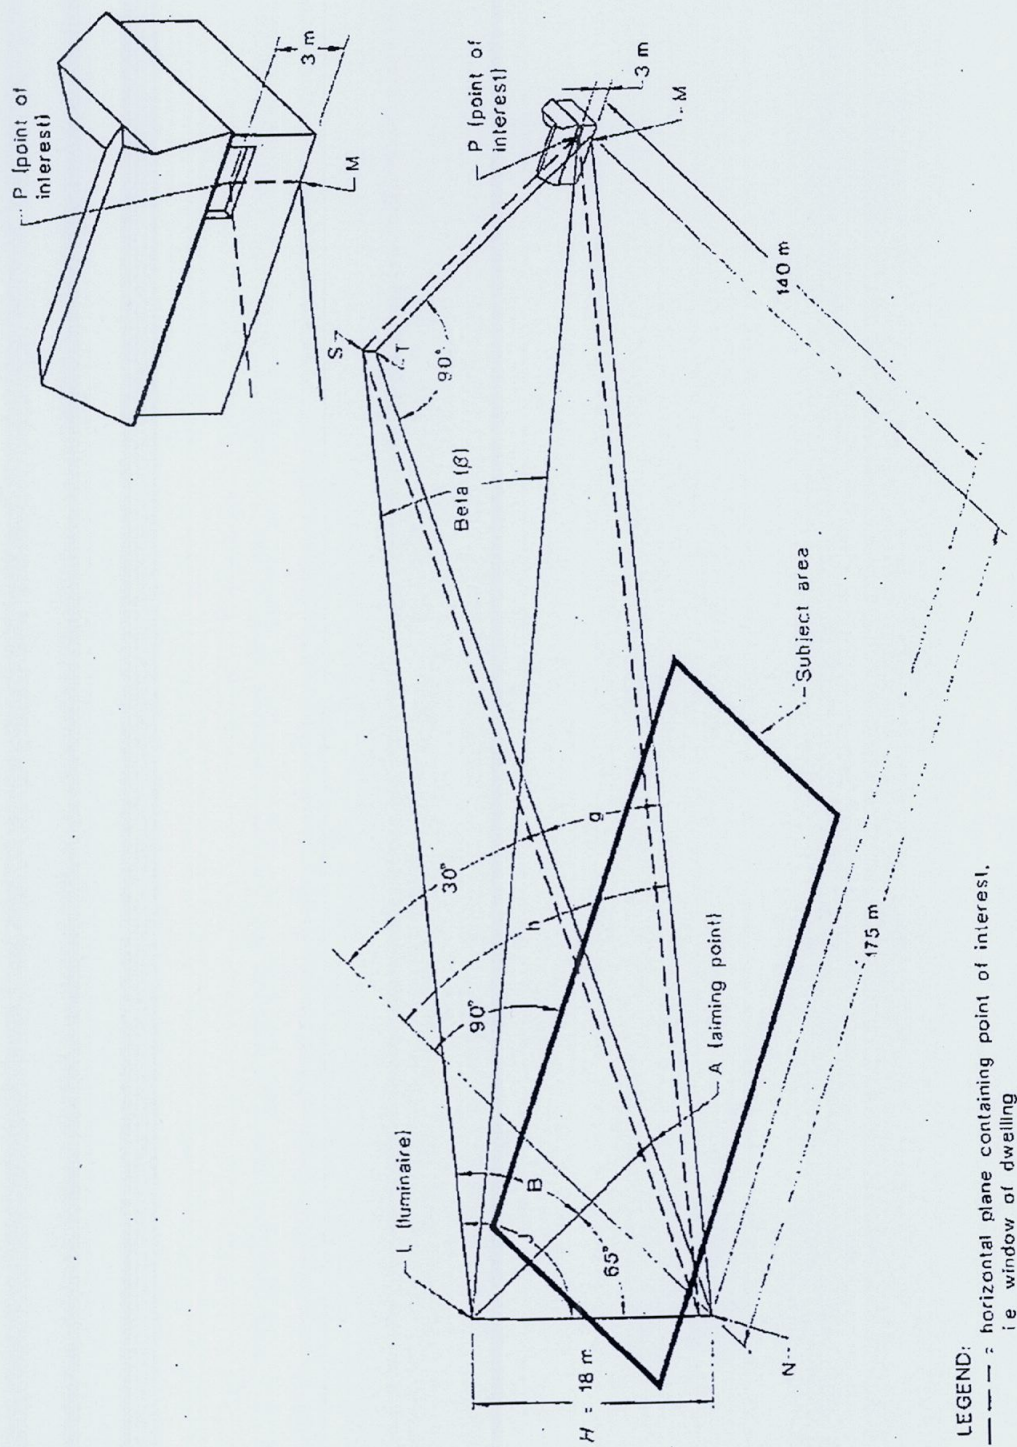 P (point of
interest)
3 m
M
P (point of
interest)
3 m
M
S
T
90°
140 m
Beta (β)
Subject area
30°
g
h
90°
175 m
A (aiming point)
L (luminaire)
B
65°
N
H = 18 m
LEGEND:
— — — = horizontal plane containing point of interest,
i e window of dwelling